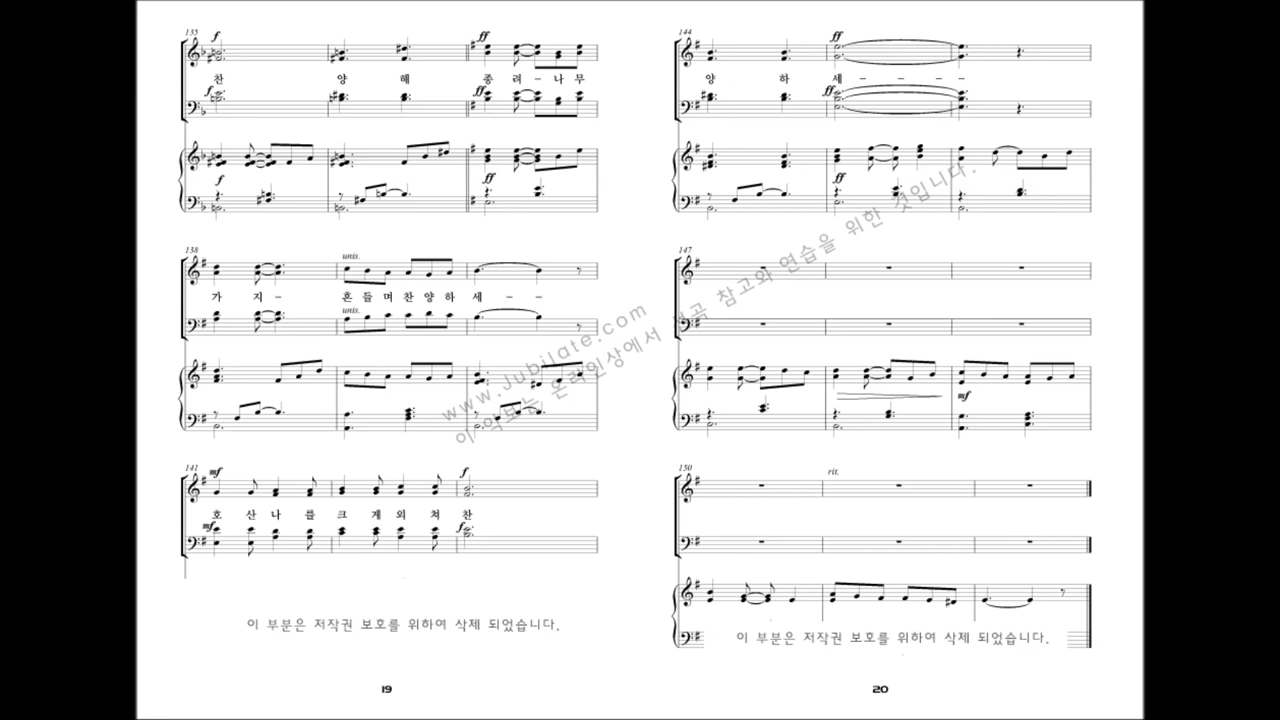 135
f
찬 양 해
ff
종 려 - 나 무
f
ff
f
ff
138
unis.
가 지 - 흔 들 며 찬 양 하 세 - -
unis.
141
mf
f
호 산 나 를 크 게 외 쳐 찬
mf
f
이 부분은 저작권 보호를 위하여 삭제 되었습니다.
19
144
ff
양 하 세 - - - -
ff
ff
147
mf
150
rit.
이 부분은 저작권 보호를 위하여 삭제 되었습니다.
20
www.Jubilate.com
이 악보는 온라인상에서 선곡 참고와 연습을 위한 것입니다.